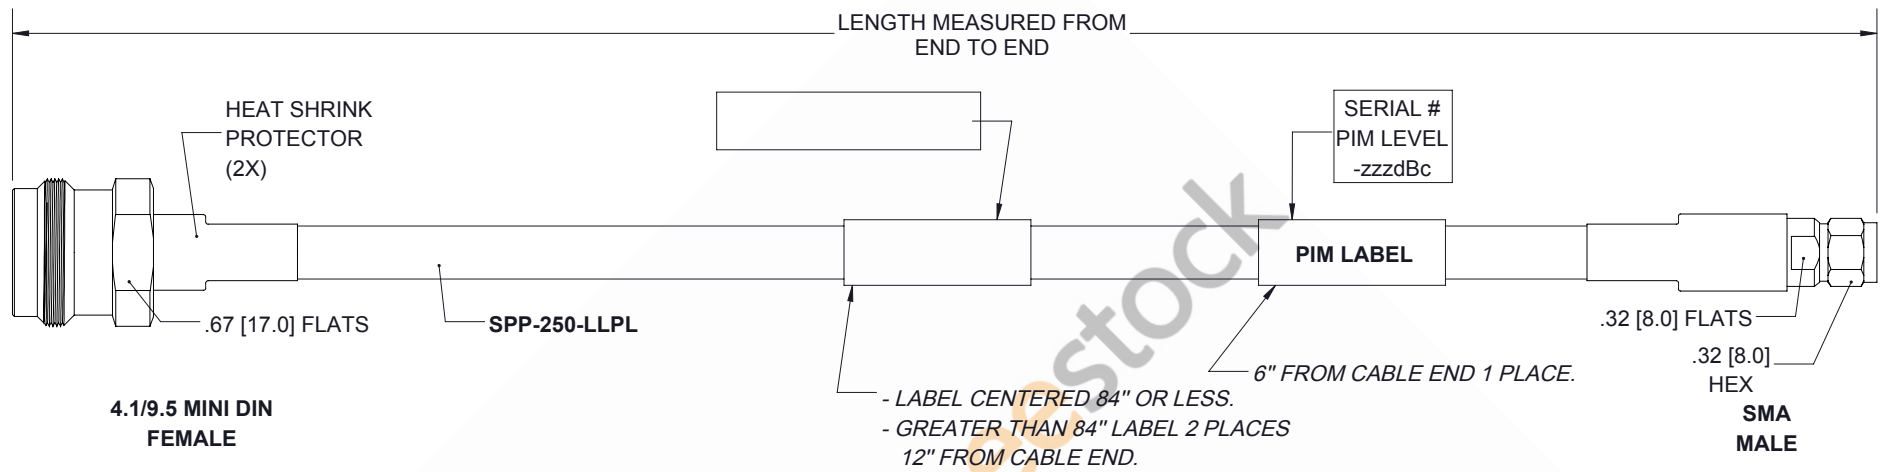 LENGTH MEASURED FROM
END TO END
HEAT SHRINK
PROTECTOR
(2X)
SERIAL #
PIM LEVEL
-zzzdBc
PIM LABEL
.67 [17.0] FLATS
SPP-250-LLPL
.32 [8.0] FLATS
.32 [8.0]
HEX
6" FROM CABLE END 1 PLACE.
- LABEL CENTERED 84" OR LESS.
- GREATER THAN 84" LABEL 2 PLACES
12" FROM CABLE END.
4.1/9.5 MINI DIN
FEMALE
SMA
MALE
eestock